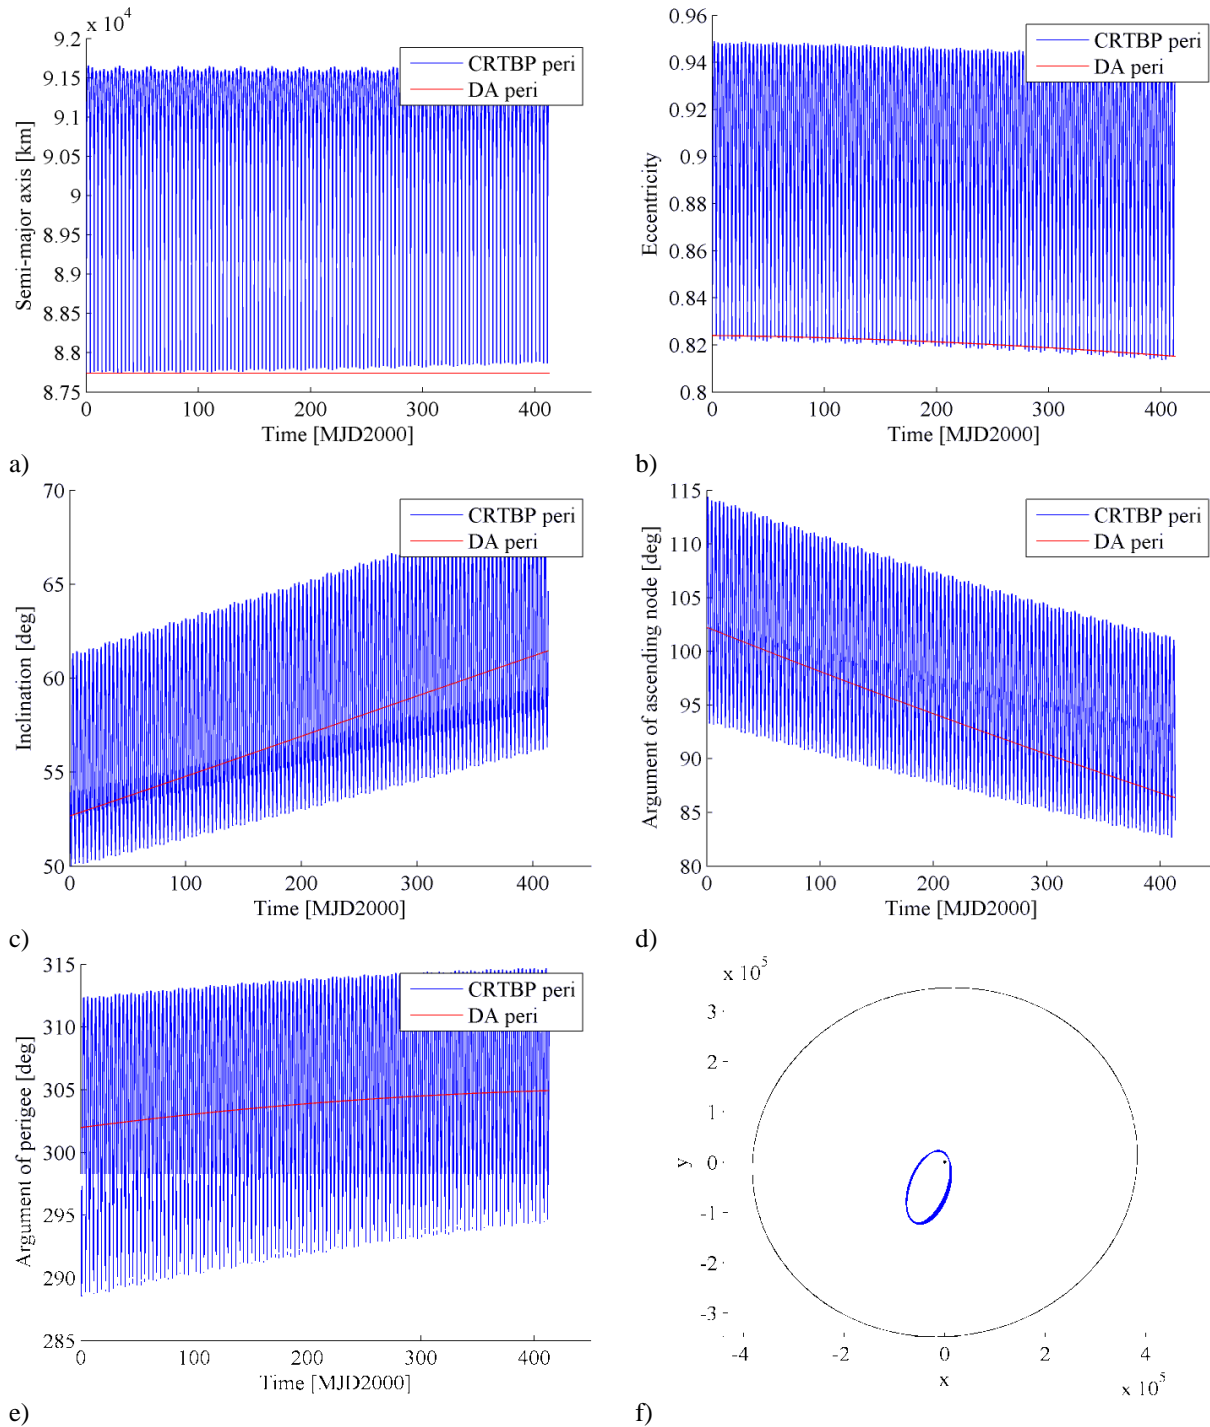 x 10⁴
9.2
9.15
9.1
9.05
9
8.95
8.9
8.85
8.8
8.75
Semi-major axis [km]
CRTBP peri
DA peri
0 100 200 300 400
Time [MJD2000]
a)
0.96
0.94
0.92
0.9
0.88
0.86
0.84
0.82
0.8
Eccentricity
CRTBP peri
DA peri
0 100 200 300 400
Time [MJD2000]
b)
70
65
60
55
50
Inclination [deg]
CRTBP peri
DA peri
0 100 200 300 400
Time [MJD2000]
c)
115
110
105
100
95
90
85
80
Argument of ascending node [deg]
CRTBP peri
DA peri
0 100 200 300 400
Time [MJD2000]
d)
315
310
305
300
295
290
285
Argument of perigee [deg]
CRTBP peri
DA peri
0 100 200 300 400
Time [MJD2000]
e)
x 10⁵
3
2
1
0
-1
-2
-3
y
-4 -2 0 2 4
x
x 10⁵
f)